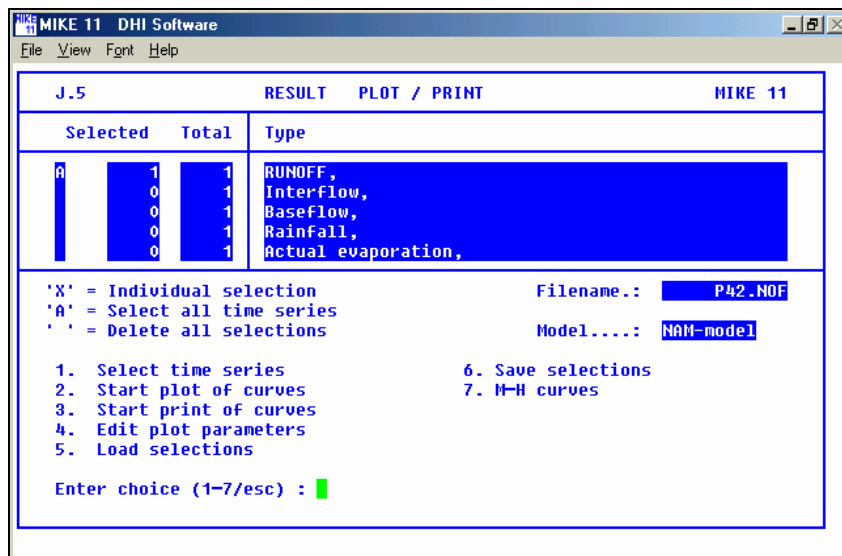 MIKE 11 MIKE 11 DHI Software
File View Font Help
J.5 RESULT PLOT / PRINT MIKE 11
Selected Total Type
A 1 1 RUNOFF,
0 1 Interflow,
0 1 Baseflow,
0 1 Rainfall,
0 1 Actual evaporation,
'X' = Individual selection Filename.: P42.NOF
'A' = Select all time series
' ' = Delete all selections Model....: NAM-model
1. Select time series 6. Save selections
2. Start plot of curves 7. M-H curves
3. Start print of curves
4. Edit plot parameters
5. Load selections
Enter choice (1-7/esc) :